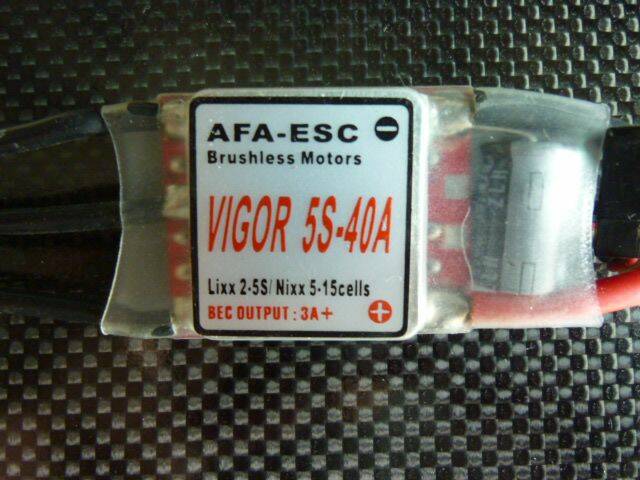 AFA-ESC
Brushless Motors
VIGOR 5S-40A
Lixx 2-5S/ Nixx 5-15cells
BEC OUTPUT : 3A+